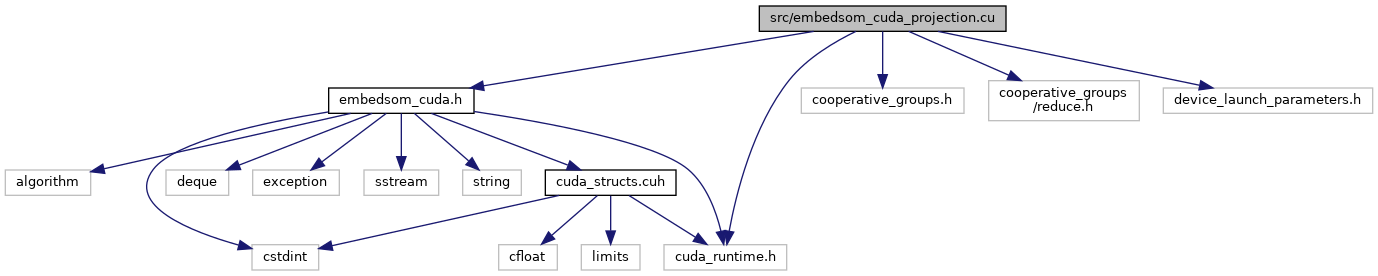 src/embedsom_cuda_projection.cu
embedsom_cuda.h
cooperative_groups.h
cooperative_groups
/reduce.h
device_launch_parameters.h
algorithm
deque
exception
sstream
string
cuda_structs.cuh
cstdint
cfloat
limits
cuda_runtime.h